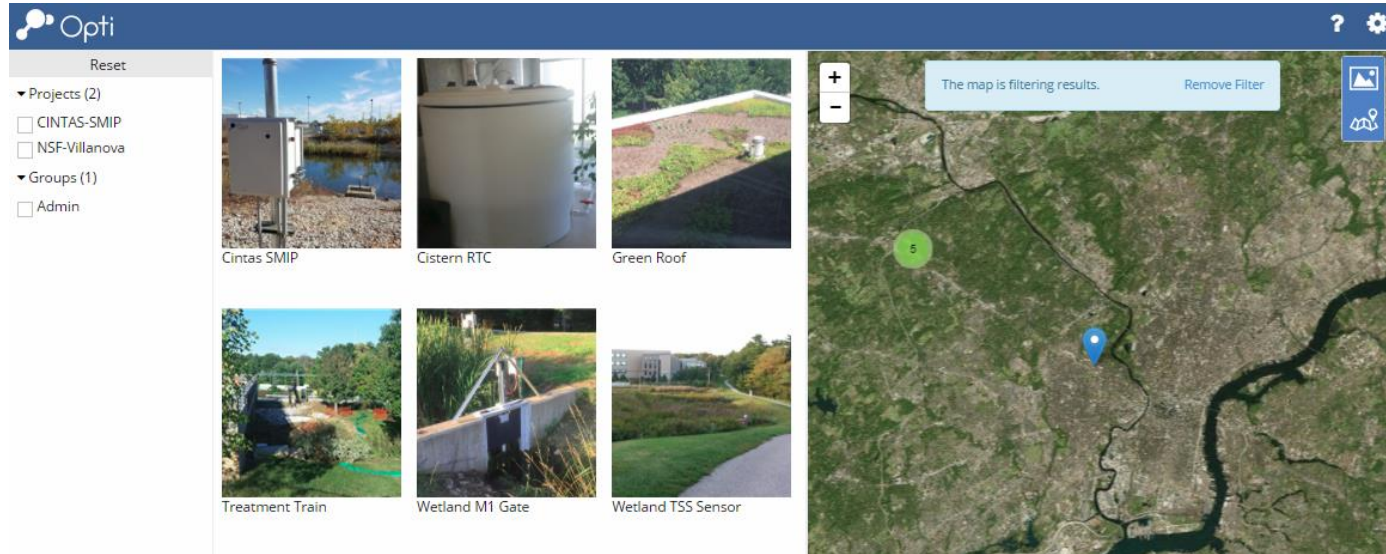 Opti
?
Reset
Projects (2)
CINTAS-SMIP
NSF-Villanova
Groups (1)
Admin
Cintas SMIP
Cistern RTC
Green Roof
Treatment Train
Wetland M1 Gate
Wetland TSS Sensor
+
−
The map is filtering results. Remove Filter
5